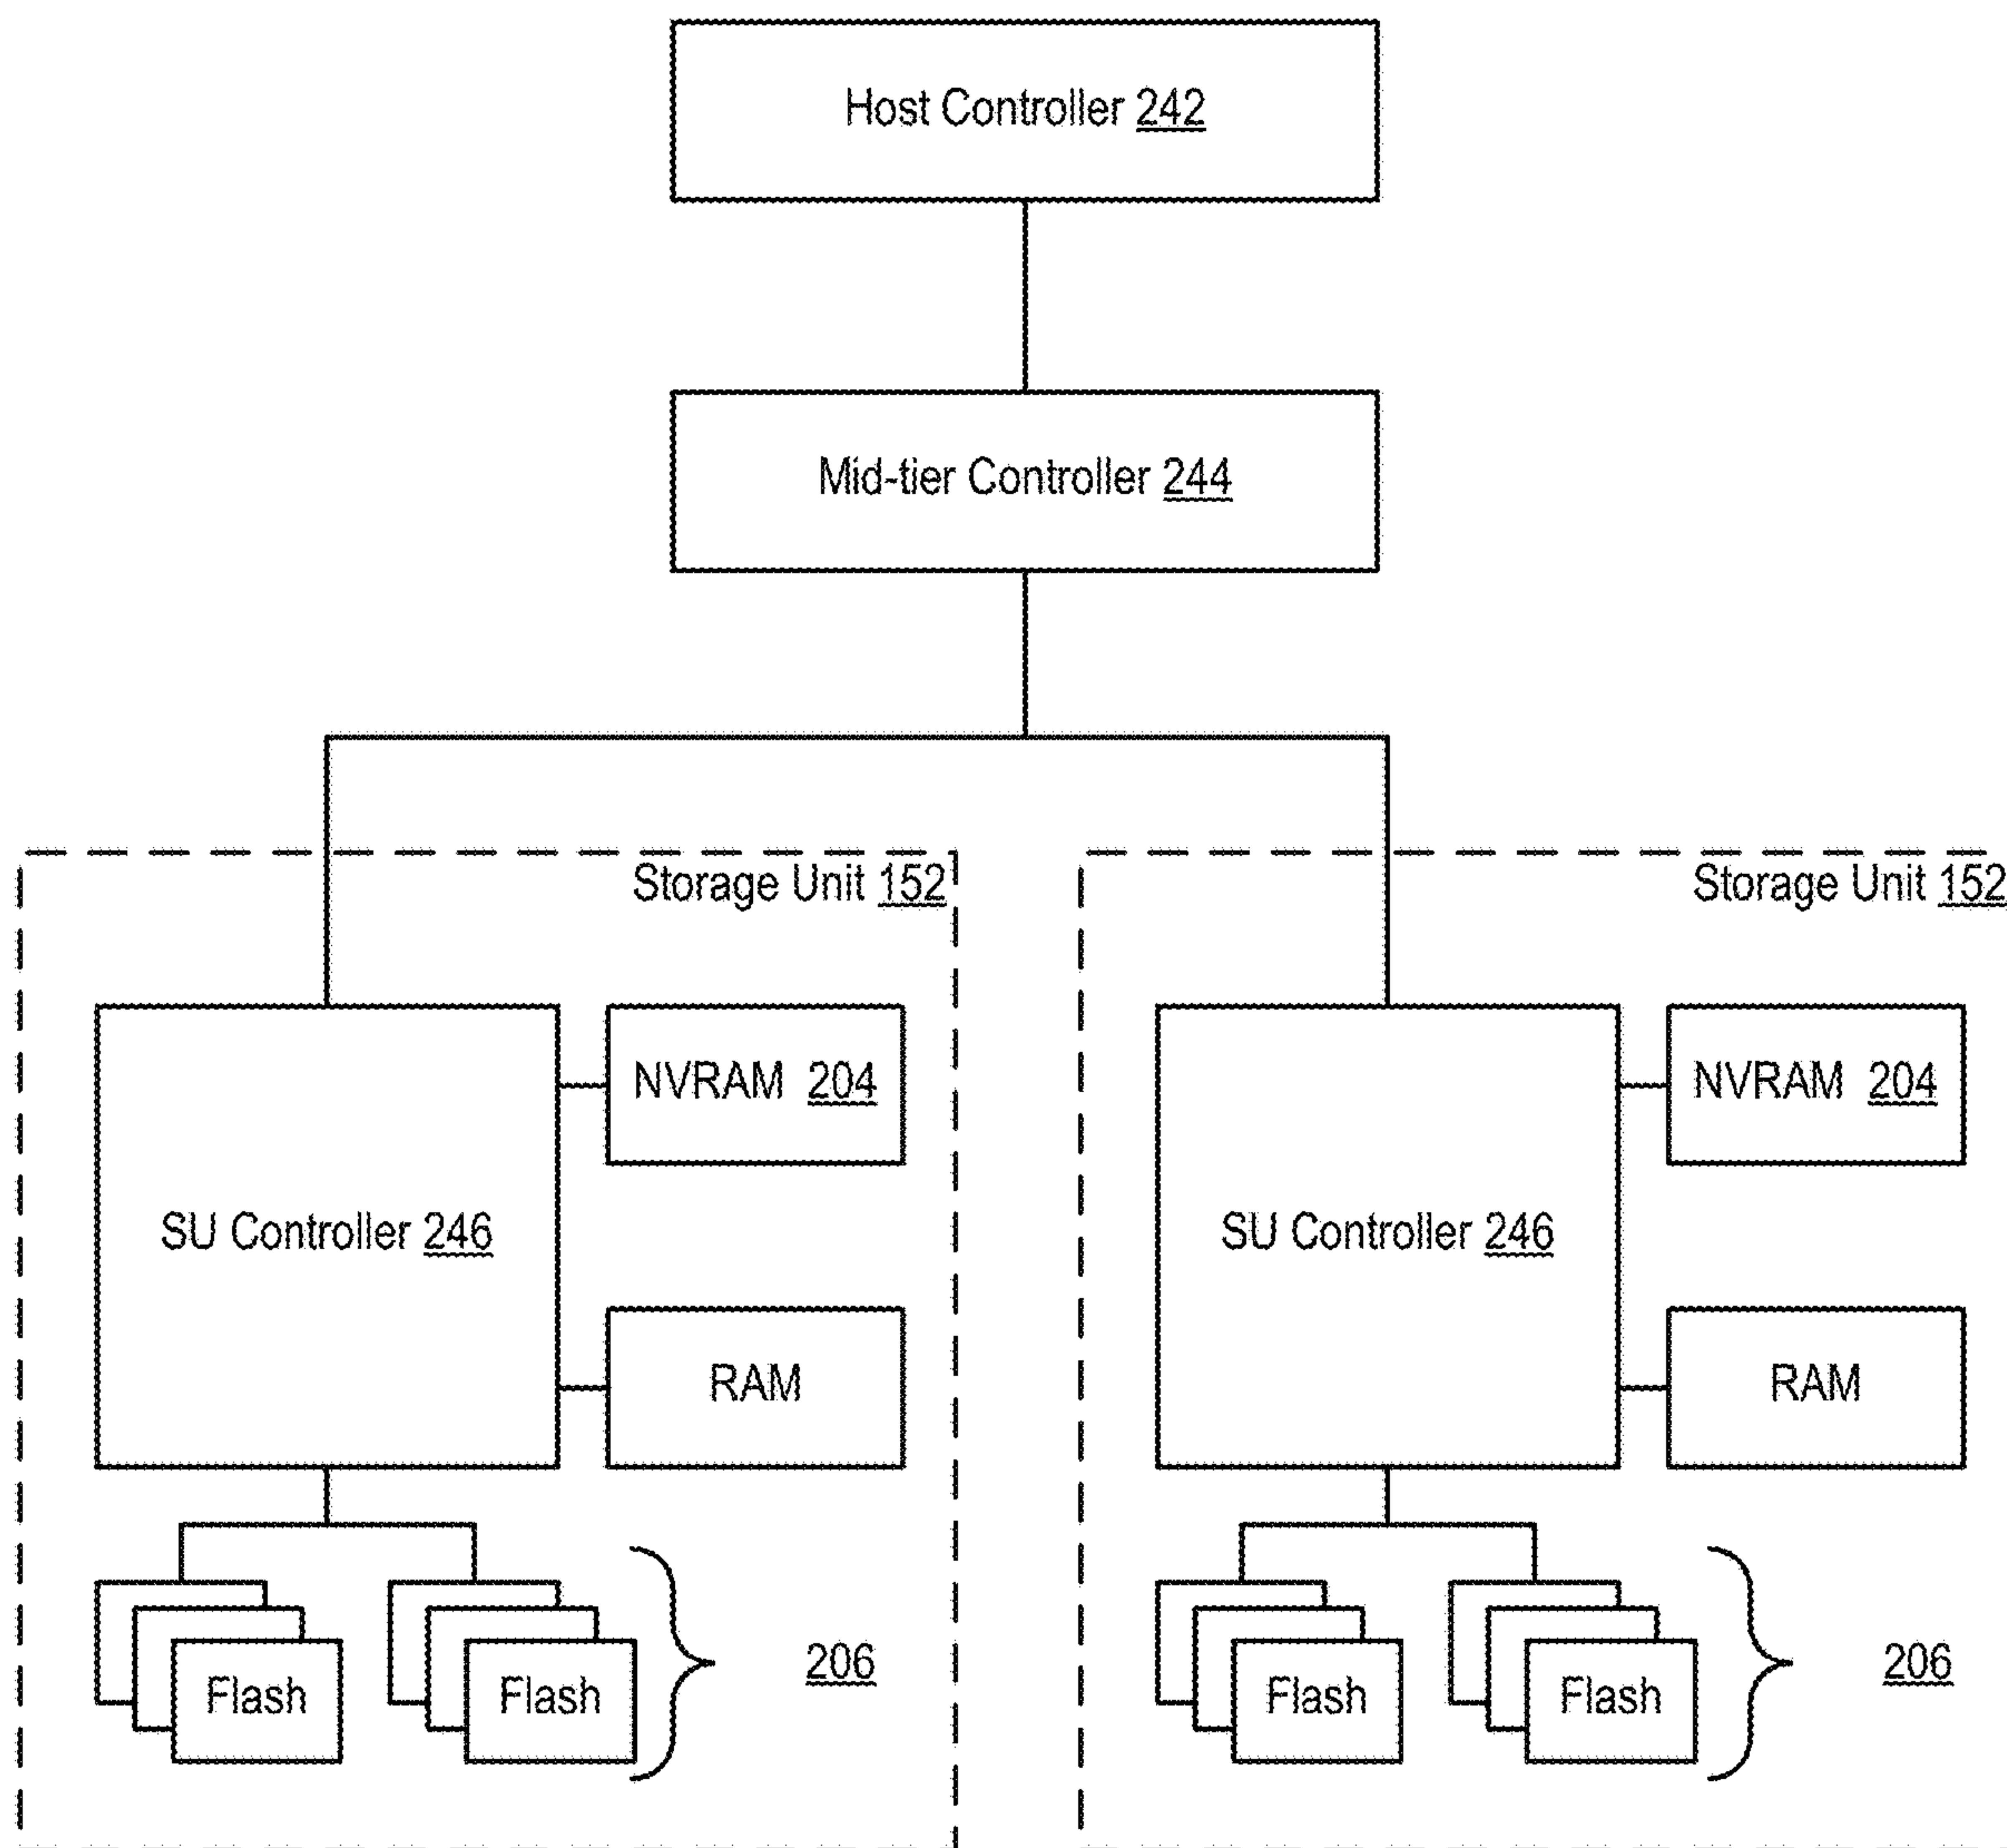 Host Controller 242
Mid-tier Controller 244
Storage Unit 152
Storage Unit 152
NVRAM 204
NVRAM 204
SU Controller 246
SU Controller 246
RAM
RAM
Flash
Flash
206
Flash
Flash
206